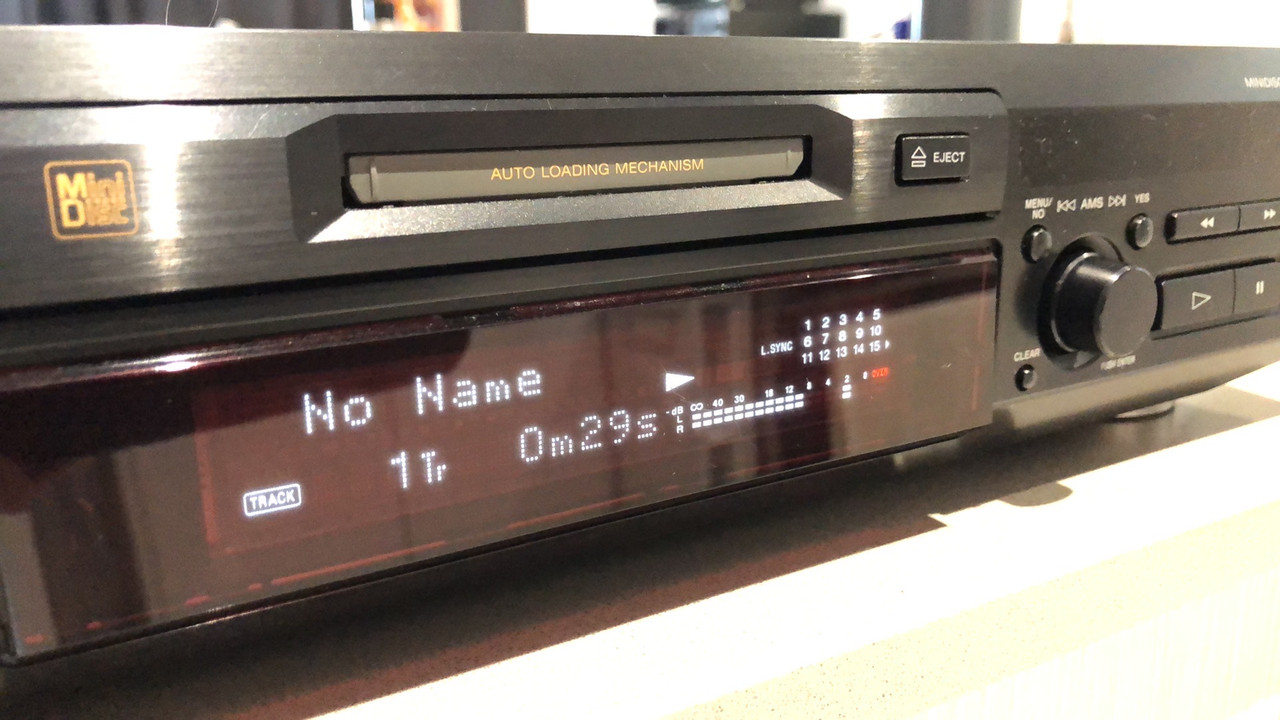 MINIDISC
AUTO LOADING MECHANISM
EJECT
Mini
Disc
MENU/
NO
AMS
YES
CLEAR
PUSH ENTER
1 2 3 4 5
L.SYNC 6 7 8 9 10
11 12 13 14 15
No Name
-dB ∞ 40 30 18 12 8 4 2 0 OVER
L
R
1Tr 0m29s
TRACK